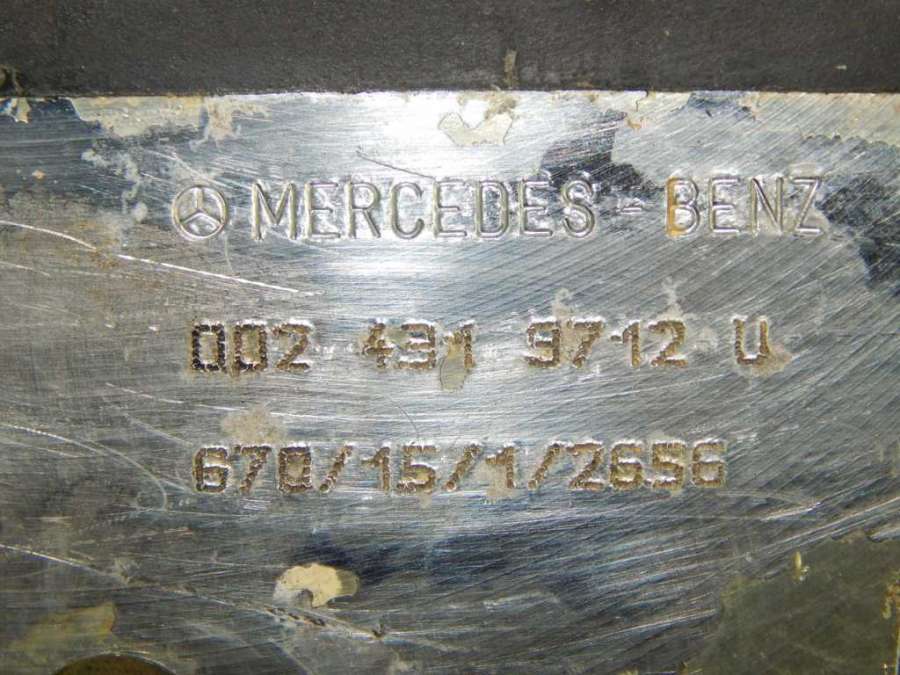 MERCEDES-BENZ
002 431 9712 U
670/15/1/2656